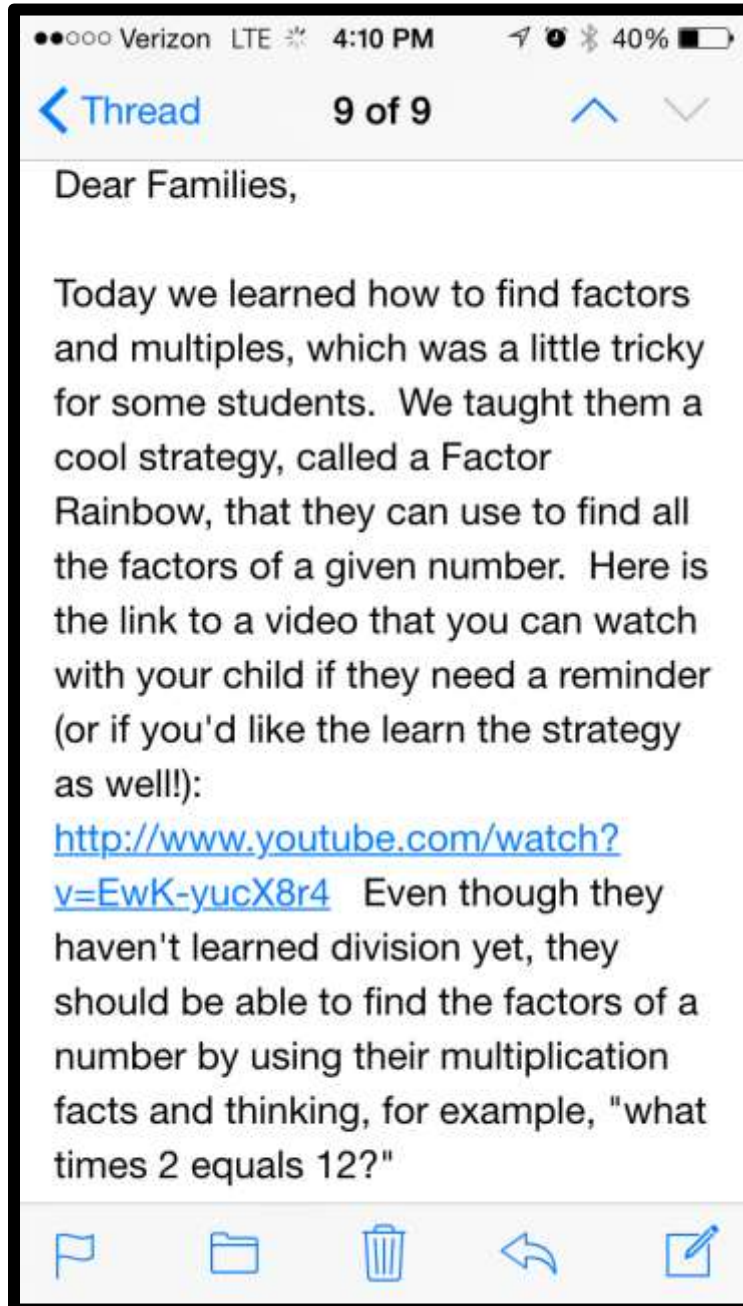 Verizon LTE 4:10 PM 40%
Thread 9 of 9
Dear Families,
Today we learned how to find factors
and multiples, which was a little tricky
for some students.  We taught them a
cool strategy, called a Factor
Rainbow, that they can use to find all
the factors of a given number.  Here is
the link to a video that you can watch
with your child if they need a reminder
(or if you'd like the learn the strategy
as well!):
http://www.youtube.com/watch?
v=EwK-yucX8r4   Even though they
haven't learned division yet, they
should be able to find the factors of a
number by using their multiplication
facts and thinking, for example, "what
times 2 equals 12?"